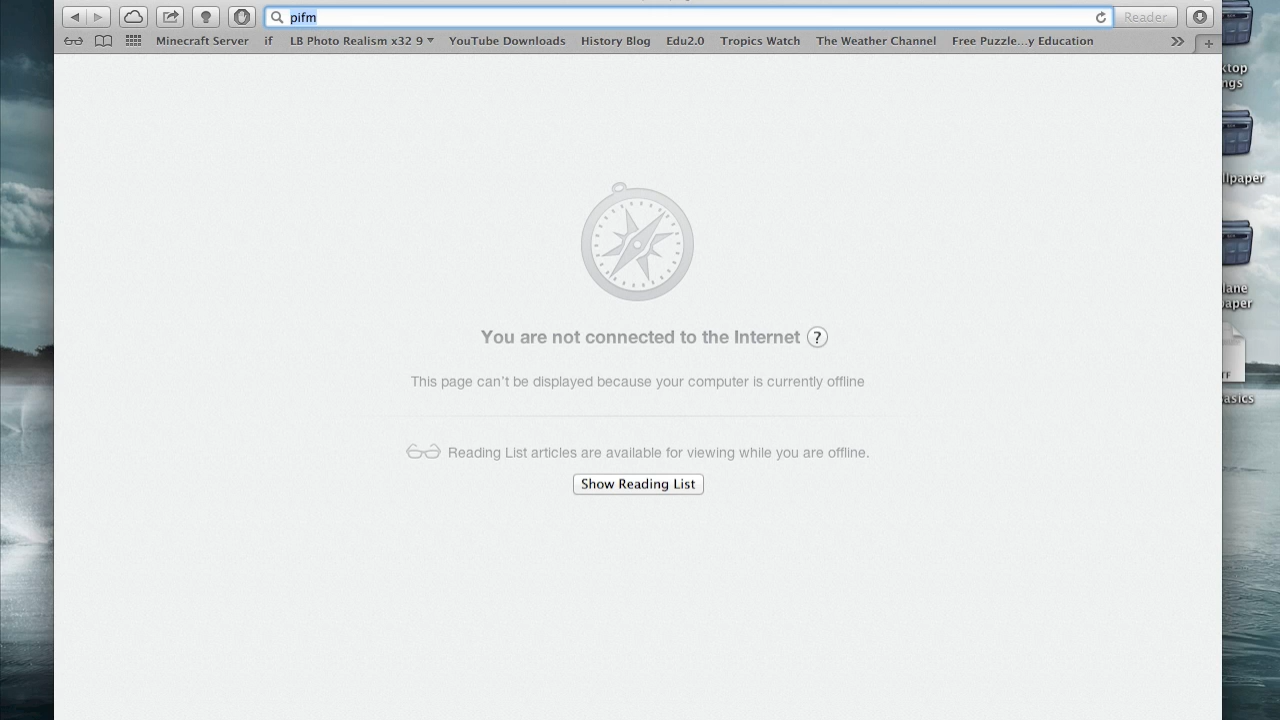 pifm
Reader
Minecraft Server if LB Photo Realism x32 9 YouTube Downloads History Blog Edu2.0 Tropics Watch The Weather Channel Free Puzzle...y Education
You are not connected to the Internet ?
This page can't be displayed because your computer is currently offline
Reading List articles are available for viewing while you are offline.
Show Reading List
ktop
ngs
llpaper
lane
paper
TF
asics